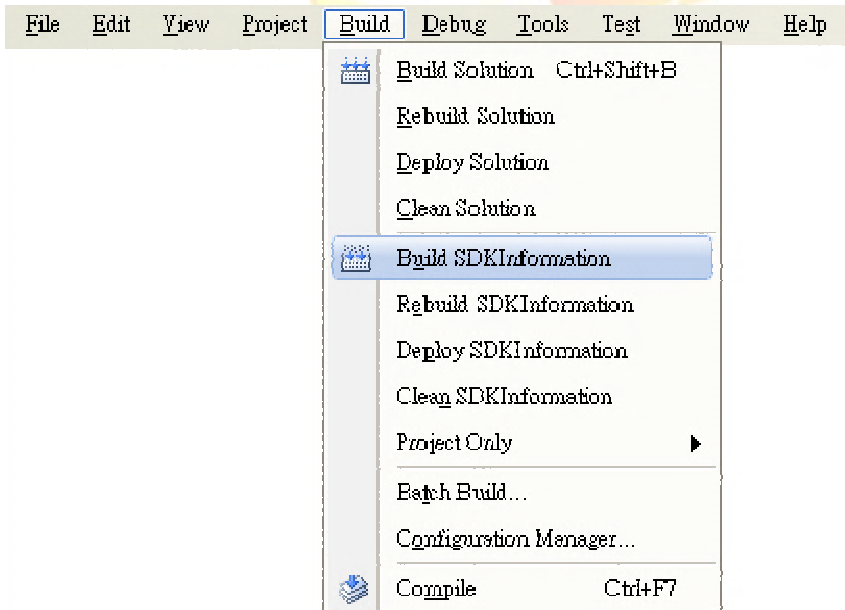 File Edit View Project Build Debug Tools Test Window Help
Build Solution Ctrl+Shift+B
Rebuild Solution
Deploy Solution
Clean Solution
Build SDKInformation
Rebuild SDKInformation
Deploy SDKInformation
Clean SDKInformation
Project Only
Batch Build...
Configuration Manager...
Compile Ctrl+F7